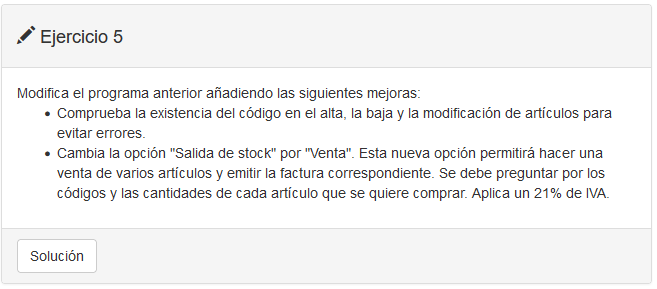 Ejercicio 5
Modifica el programa anterior añadiendo las siguientes mejoras:
• Comprueba la existencia del código en el alta, la baja y la modificación de artículos para
evitar errores.
• Cambia la opción "Salida de stock" por "Venta". Esta nueva opción permitirá hacer una
venta de varios artículos y emitir la factura correspondiente. Se debe preguntar por los
códigos y las cantidades de cada artículo que se quiere comprar. Aplica un 21% de IVA.
Solución